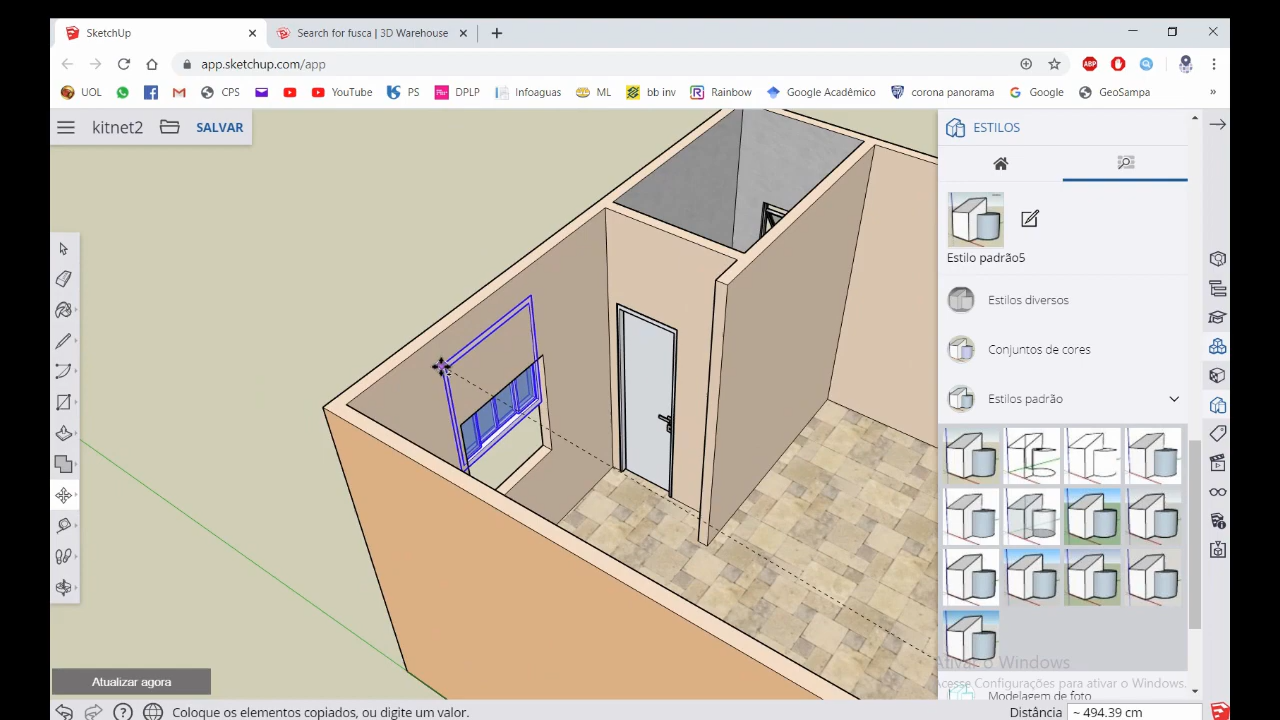 SketchUp
Search for fusca | 3D Warehouse
app.sketchup.com/app
ABP
UOL
CPS
YouTube
PS
DPLP
Infoaguas
ML
bb inv
Rainbow
Google Acadêmico
corona panorama
Google
GeoSampa
kitnet2
SALVAR
ESTILOS
Estilo padrão5
Estilos diversos
Conjuntos de cores
Estilos padrão
Ativar o Windows
Acesse Configurações para ativar o Windows.
Modelagem de foto
Atualizar agora
Coloque os elementos copiados, ou digite um valor.
Distância
~ 494.39 cm